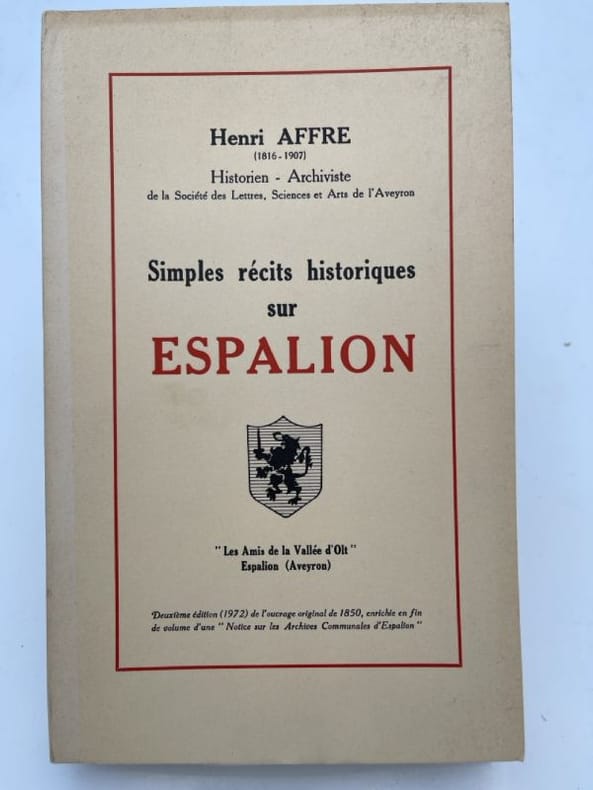 Henri AFFRE
(1816-1907)
Historien - Archiviste
de la Société des Lettres, Sciences et Arts de l'Aveyron
Simples récits historiques
sur
ESPALION
"Les Amis de la Vallée d'Olt"
Espalion (Aveyron)
Deuxième édition (1972) de l'ouvrage original de 1850, enrichie en fin
de volume d'une "Notice sur les Archives Communales d'Espalion"